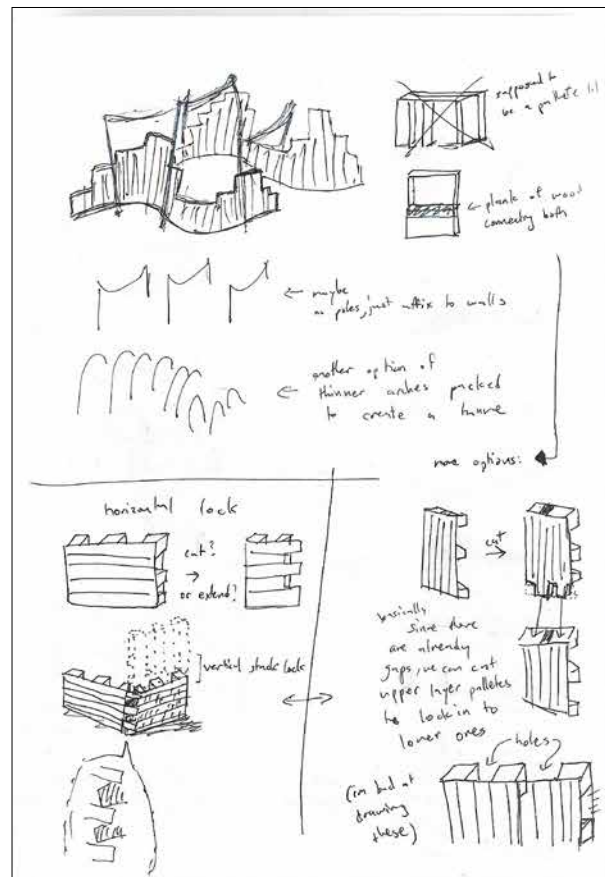 supposed to
be a pallete lol
← plank of wood
connecting both
← maybe
no poles, just affix to walls
← another option of
thinner arches packed
to create a tunne
more options:
horizontal lock
cut?
→
or extend?
vertical stack lock
cut
→
basically
since there
are already
gaps, we can cut
upper layer palletes
to lock in to
lower ones
holes
(im bad at
drawing
these)